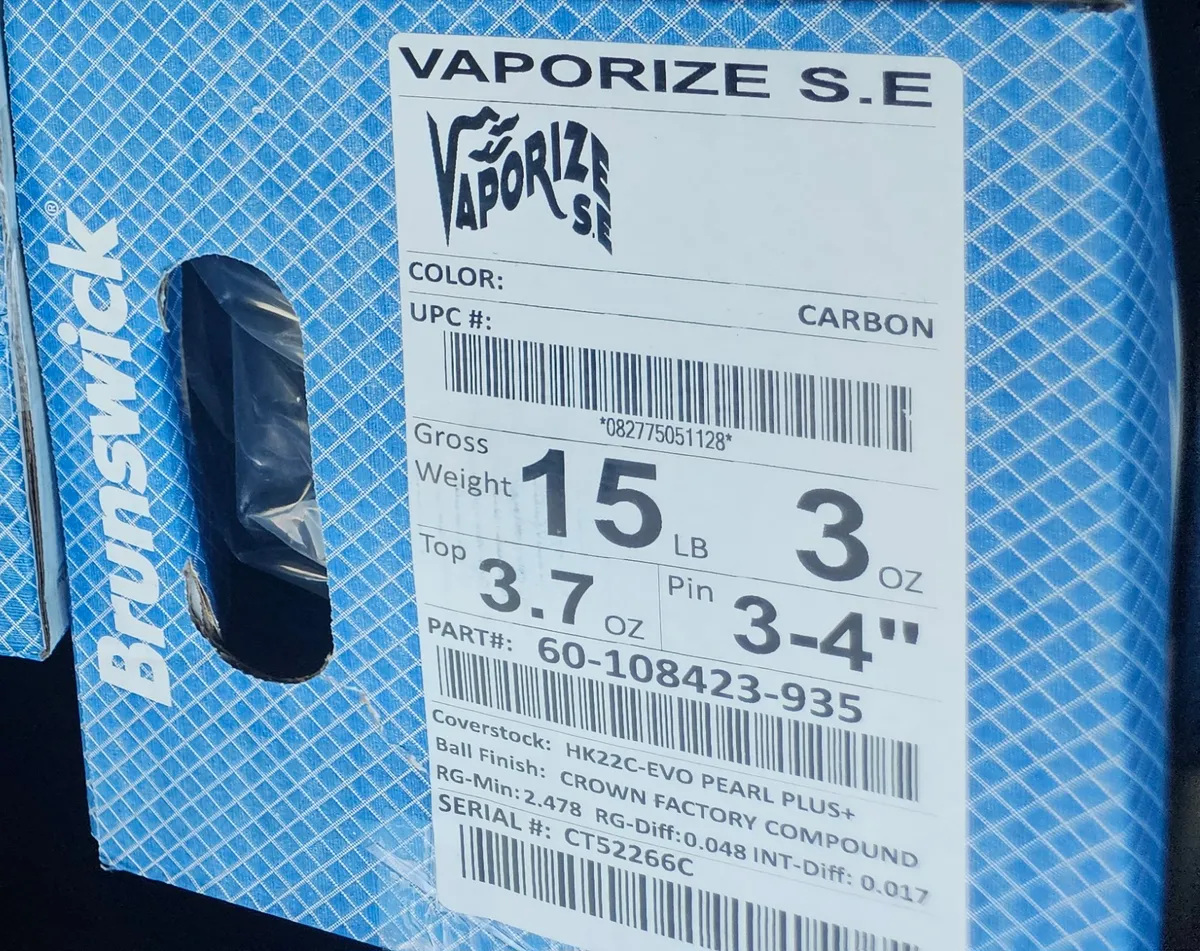 Brunswick®
VAPORIZE S.E
VAPORIZE
S.E
COLOR:
CARBON
UPC #:
*082775051128*
Gross
Weight 15 LB 3 OZ
Top 3.7 OZ
Pin 3-4"
PART#: 60-108423-935
Coverstock: HK22C-EVO PEARL PLUS+
Ball Finish: CROWN FACTORY COMPOUND
RG-Min: 2.478 RG-Diff: 0.048 INT-Diff: 0.017
SERIAL #: CT52266C